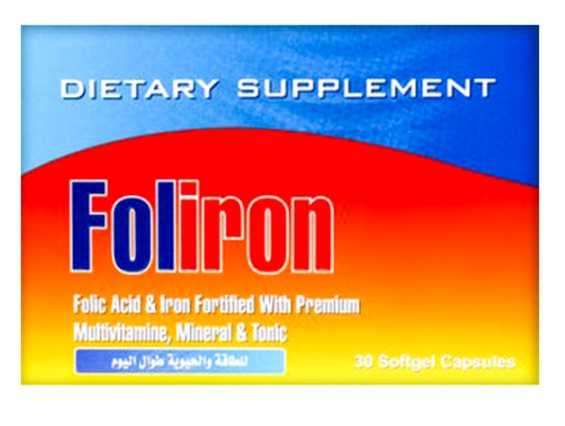 DIETARY SUPPLEMENT
Foliron
Folic Acid & Iron Fortified With Premium
Multivitamine, Mineral & Tonic
للطاقة والحيوية طوال اليوم
30 Softgel Capsules